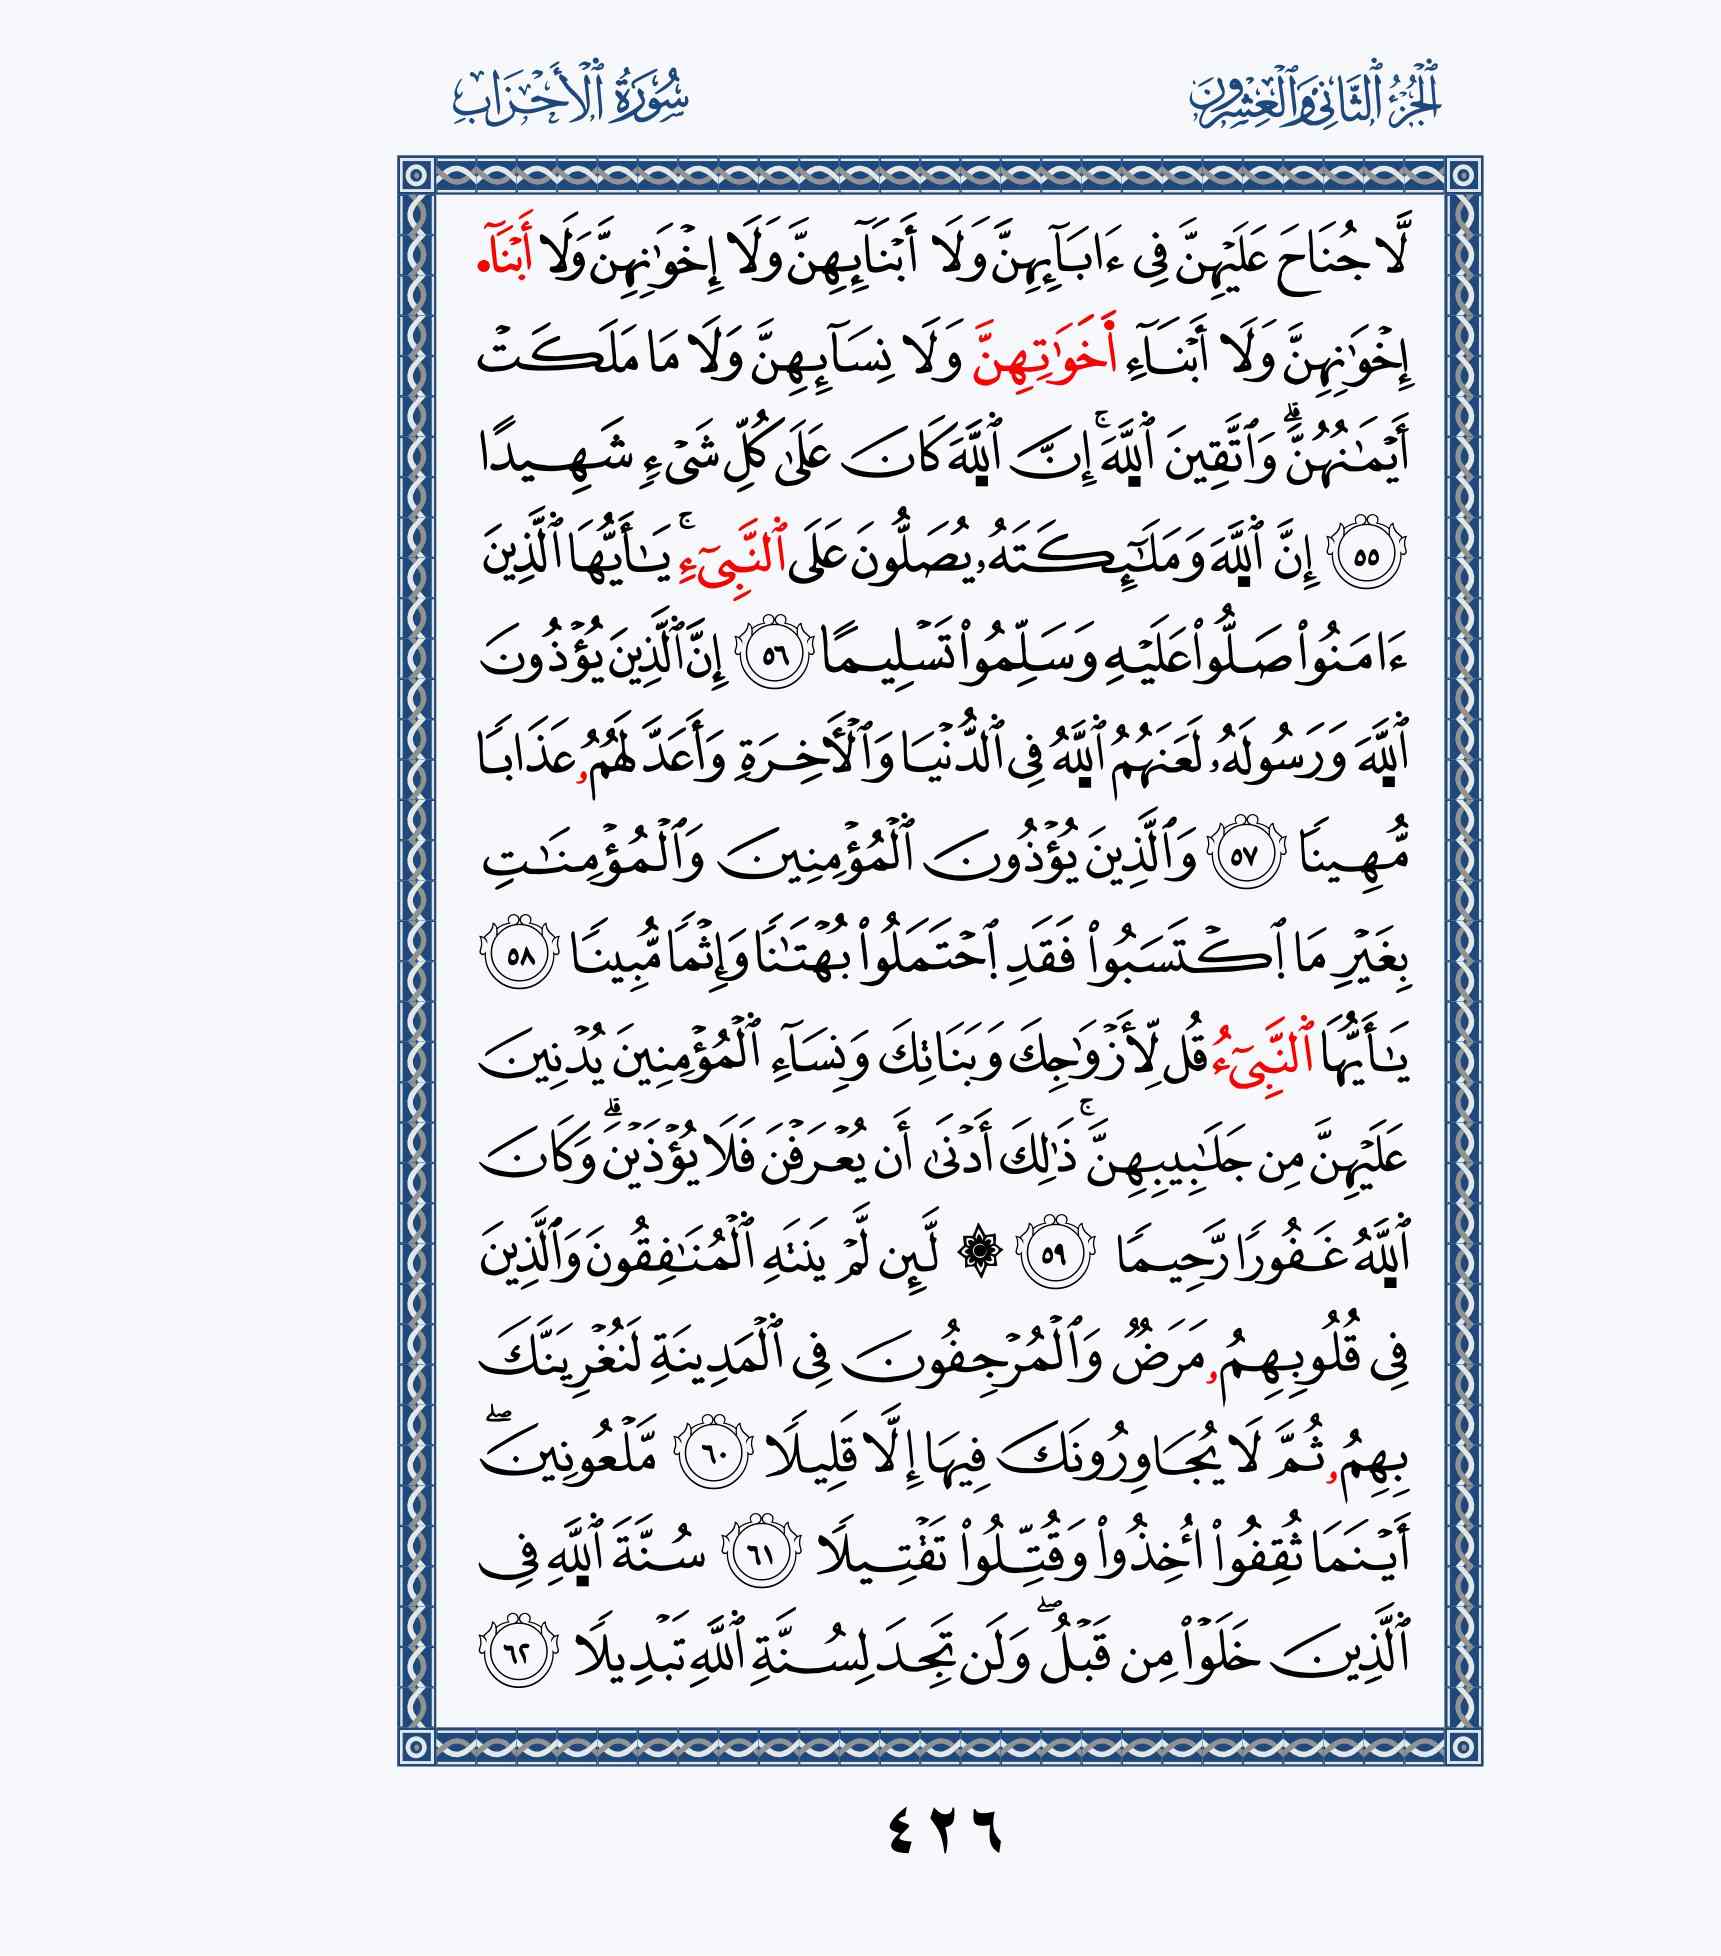 ٱلْجُزْءُ ٱلثَّانِي وَٱلْعِشْرُونَ
سُورَةُ ٱلْأَحْزَابِ
لَّا جُنَاحَ عَلَيْهِنَّ فِى ءَابَآئِهِنَّ وَلَا أَبْنَآئِهِنَّ وَلَا إِخْوَٰنِهِنَّ وَلَا أَبْنَآ•
إِخْوَٰنِهِنَّ وَلَا أَبْنَآءِ أَخَوَٰتِهِنَّ وَلَا نِسَآئِهِنَّ وَلَا مَا مَلَكَتْ
أَيْمَـٰنُهُنَّ ۗ وَٱتَّقِينَ ٱللَّهَ ۚ إِنَّ ٱللَّهَ كَانَ عَلَىٰ كُلِّ شَىْءٍ شَهِيدًا
٥٥ إِنَّ ٱللَّهَ وَمَلَـٰٓئِكَتَهُۥ يُصَلُّونَ عَلَى ٱلنَّبِىٓءِ ۚ يَـٰأَيُّهَا ٱلَّذِينَ
ءَامَنُوا۟ صَلُّوا۟ عَلَيْهِ وَسَلِّمُوا۟ تَسْلِيمًا ٥٦ إِنَّ ٱلَّذِينَ يُؤْذُونَ
ٱللَّهَ وَرَسُولَهُۥ لَعَنَهُمُ ٱللَّهُ فِى ٱلدُّنْيَا وَٱلْأَخِرَةِ وَأَعَدَّ لَهُمُۥ عَذَابًا
مُّهِينًا ٥٧ وَٱلَّذِينَ يُؤْذُونَ ٱلْمُؤْمِنِينَ وَٱلْمُؤْمِنَـٰتِ
بِغَيْرِ مَا ٱكْتَسَبُوا۟ فَقَدِ ٱحْتَمَلُوا۟ بُهْتَـٰنًا وَإِثْمًا مُّبِينًا ٥٨
يَـٰأَيُّهَا ٱلنَّبِىٓءُ قُل لِّأَزْوَٰجِكَ وَبَنَاتِكَ وَنِسَآءِ ٱلْمُؤْمِنِينَ يُدْنِينَ
عَلَيْهِنَّ مِن جَلَـٰبِيبِهِنَّ ۚ ذَٰلِكَ أَدْنَىٰ أَن يُعْرَفْنَ فَلَا يُؤْذَيْنَ ۗ وَكَانَ
ٱللَّهُ غَفُورًا رَّحِيمًا ٥٩ ۞ لَّئِن لَّمْ يَنتَهِ ٱلْمُنَـٰفِقُونَ وَٱلَّذِينَ
فِى قُلُوبِهِمُۥ مَرَضٌ وَٱلْمُرْجِفُونَ فِى ٱلْمَدِينَةِ لَنُغْرِيَنَّكَ
بِهِمُۥ ثُمَّ لَا يُجَاوِرُونَكَ فِيهَا إِلَّا قَلِيلًا ٦٠ مَّلْعُونِينَ ۖ
أَيْنَمَا ثُقِفُوا۟ أُخِذُوا۟ وَقُتِّلُوا۟ تَقْتِيلًا ٦١ سُنَّةَ ٱللَّهِ فِى
ٱلَّذِينَ خَلَوْا۟ مِن قَبْلُ ۖ وَلَن تَجِدَ لِسُنَّةِ ٱللَّهِ تَبْدِيلًا ٦٢
٤٢٦